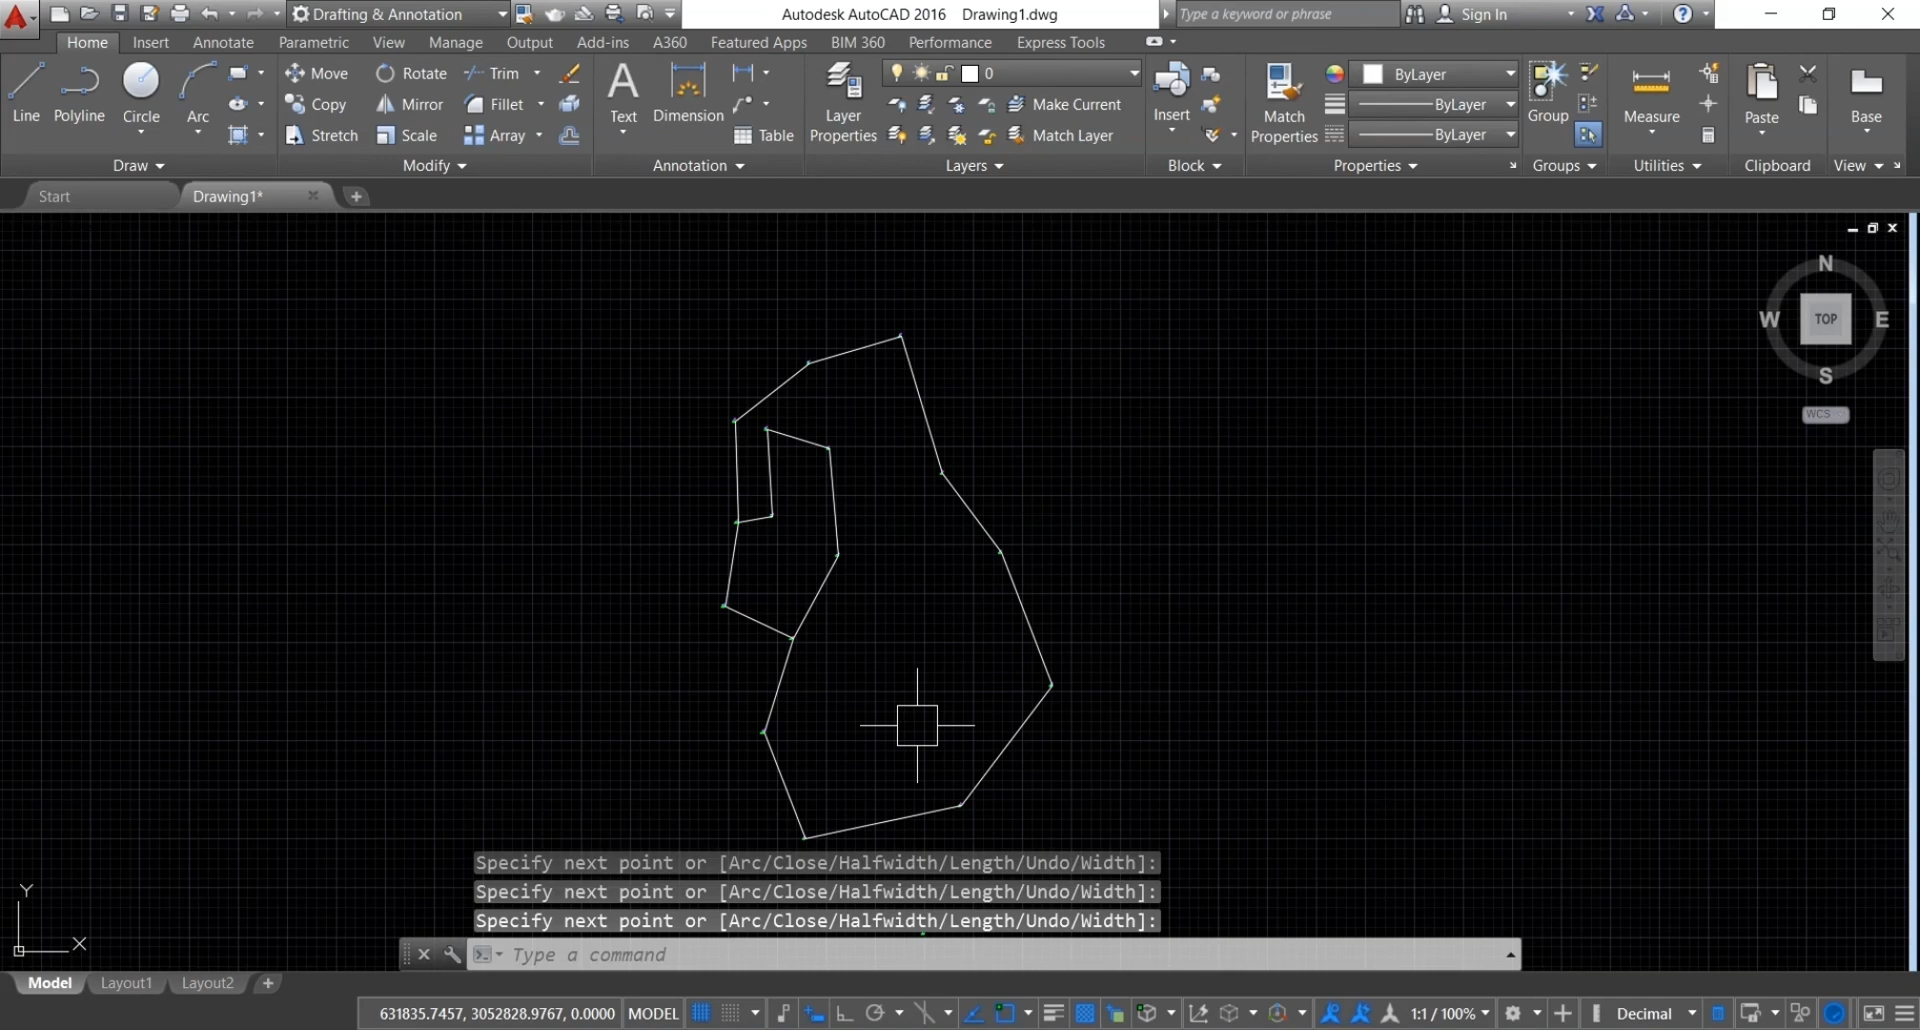 Drafting & Annotation
Autodesk AutoCAD 2016 Drawing1.dwg
Type a keyword or phrase
Sign In
Home Insert Annotate Parametric View Manage Output Add-ins A360 Featured Apps BIM 360 Performance Express Tools
Line
Polyline
Circle
Arc
Draw
Move Rotate Trim
Copy Mirror Fillet
Stretch Scale Array
Modify
Text
Dimension
Table
Annotation
Layer
Properties
0
Make Current
Match Layer
Layers
Insert
Block
Match
Properties
ByLayer
ByLayer
ByLayer
Properties
Group
Groups
Measure
Utilities
Paste
Clipboard
Base
View
Start Drawing1*
N
W TOP E
S
WCS
Specify next point or [Arc/Close/Halfwidth/Length/Undo/Width]:
Specify next point or [Arc/Close/Halfwidth/Length/Undo/Width]:
Specify next point or [Arc/Close/Halfwidth/Length/Undo/Width]:
Y
X
Type a command
Model Layout1 Layout2
631835.7457, 3052828.9767, 0.0000 MODEL 1:1 / 100% Decimal